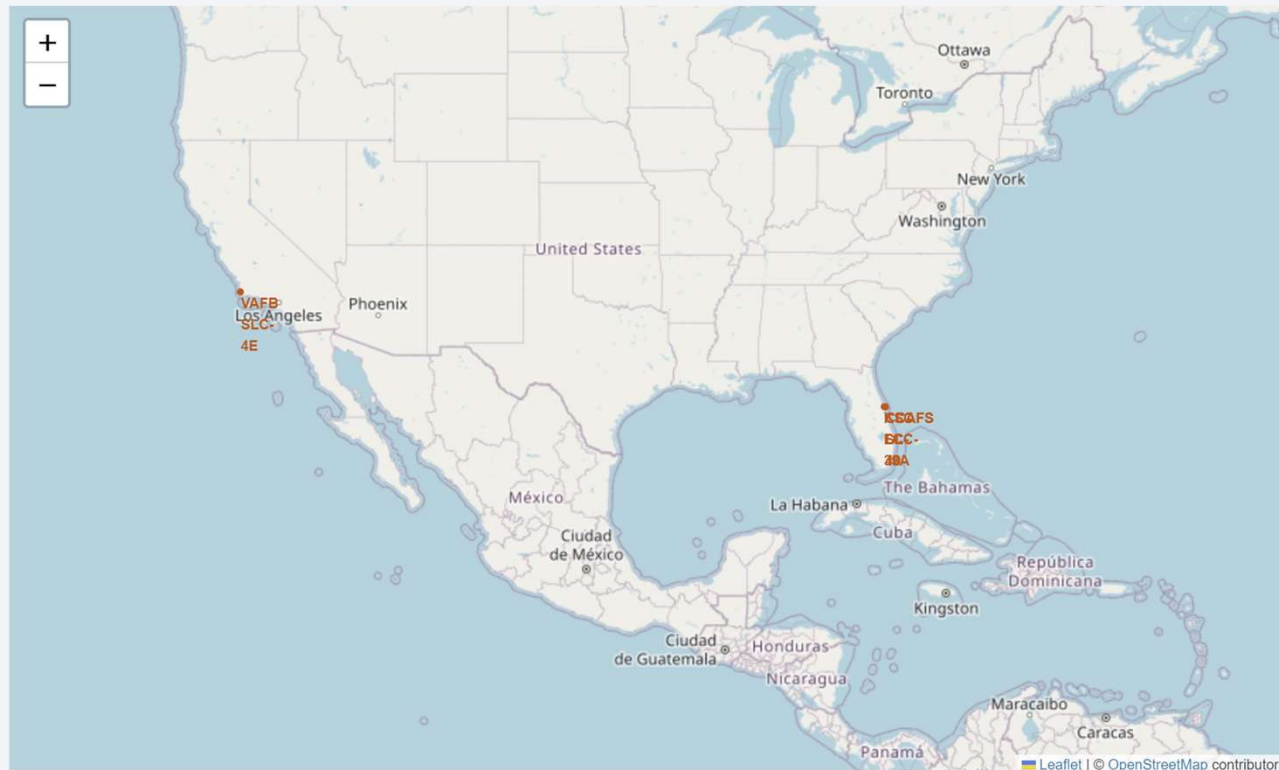 +
−
Ottawa
Toronto
New York
Washington
United States
VAFB
SLC-
4E
Los Angeles
Phoenix
México
Ciudad
de México
La Habana
The Bahamas
Cuba
República
Dominicana
Kingston
Ciudad
de Guatemala
Honduras
Nicaragua
Maracaibo
Caracas
Panamá
Leaflet | © OpenStreetMap contributor